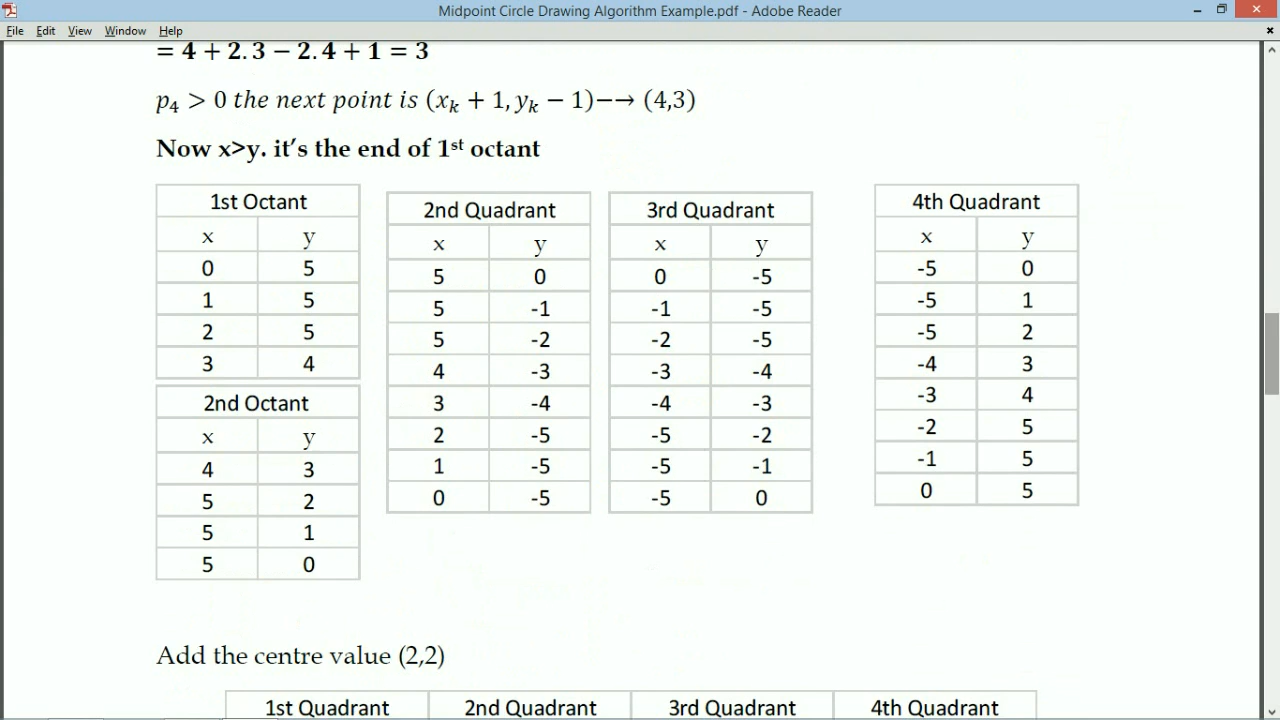 Midpoint Circle Drawing Algorithm Example.pdf - Adobe Reader
File Edit View Window Help
= 4 + 2.3 − 2.4 + 1 = 3
p₄ > 0 the next point is (xₖ + 1, yₖ − 1)−→ (4,3)
Now x>y. it's the end of 1st octant
1st Octant
x y
0 5
1 5
2 5
3 4
2nd Octant
x y
4 3
5 2
5 1
5 0
2nd Quadrant
x y
5 0
5 -1
5 -2
4 -3
3 -4
2 -5
1 -5
0 -5
3rd Quadrant
x y
0 -5
-1 -5
-2 -5
-3 -4
-4 -3
-5 -2
-5 -1
-5 0
4th Quadrant
x y
-5 0
-5 1
-5 2
-4 3
-3 4
-2 5
-1 5
0 5
Add the centre value (2,2)
1st Quadrant 2nd Quadrant 3rd Quadrant 4th Quadrant